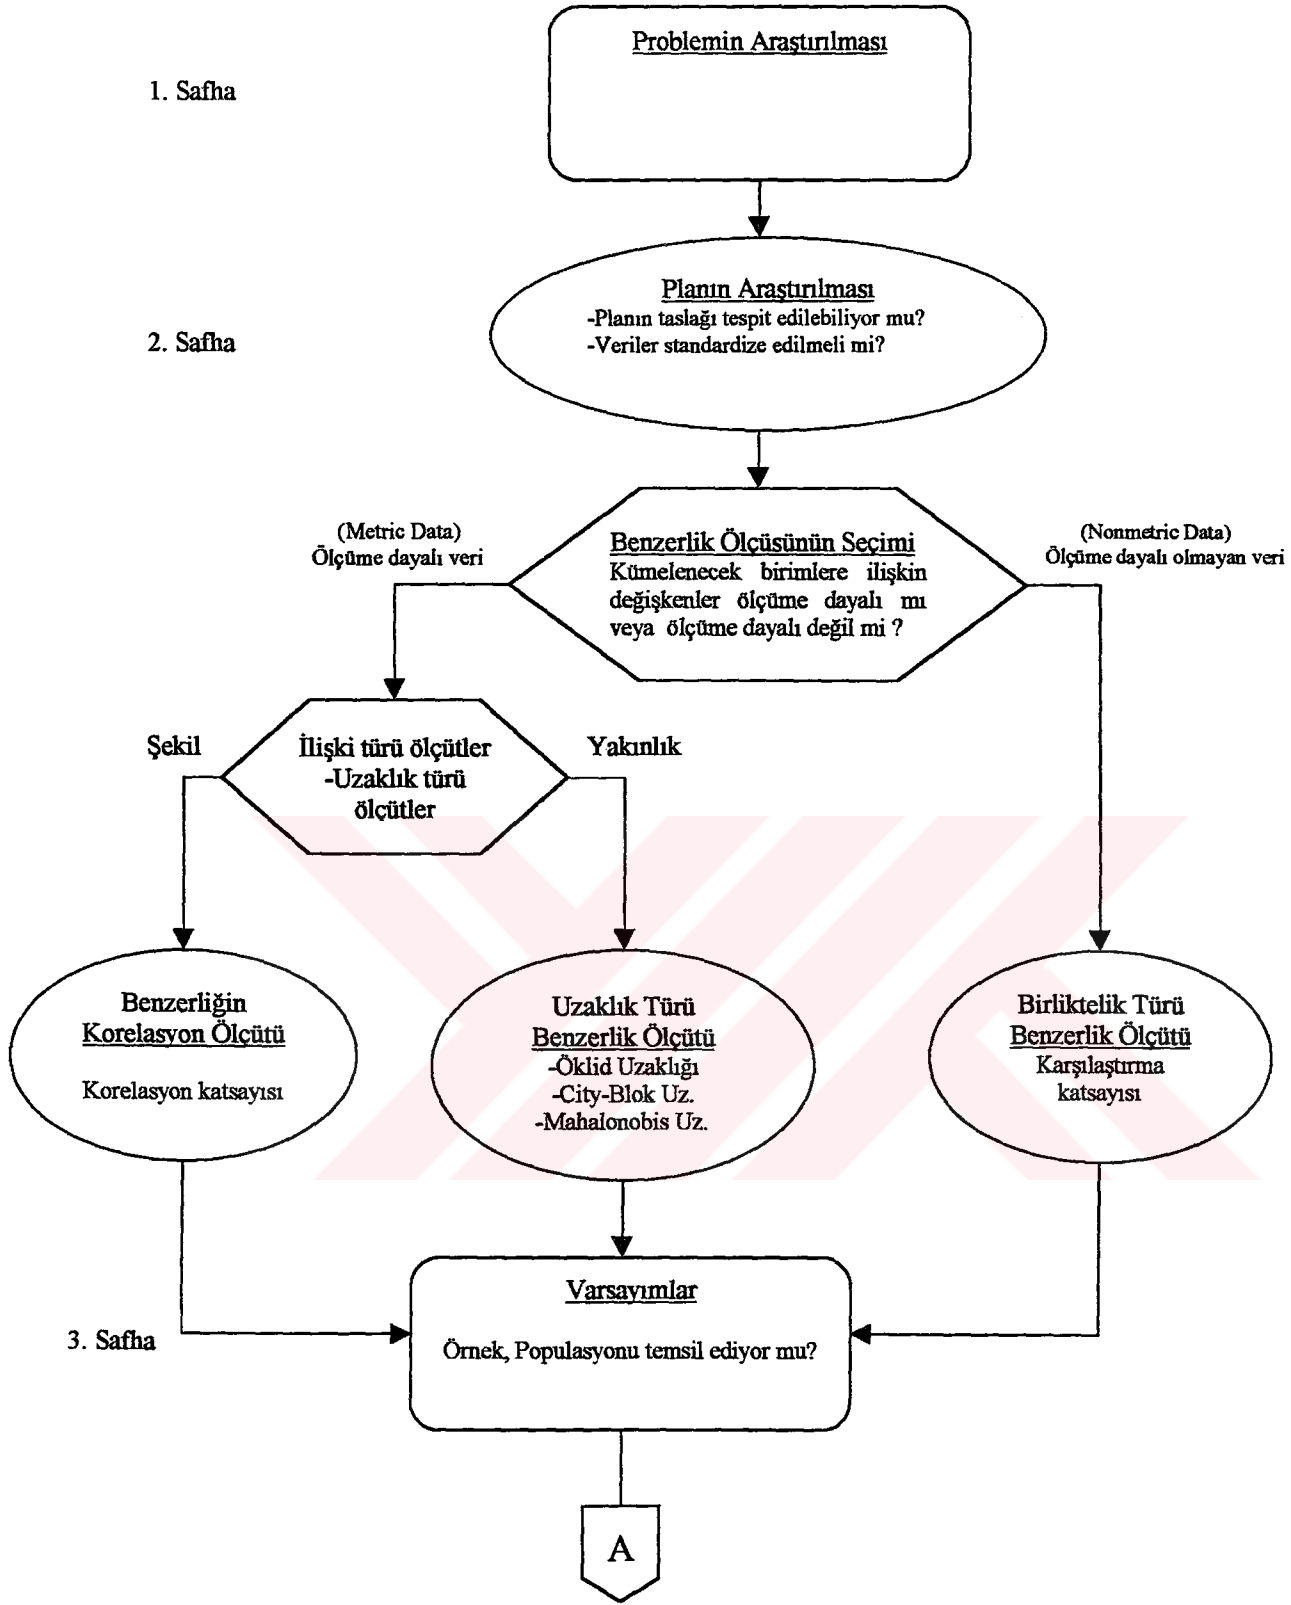 Problemin Araştırılması
1. Safha
Planın Araştırılması
-Planın taslağı tespit edilebiliyor mu?
-Veriler standardize edilmeli mi?
2. Safha
(Metric Data)
Ölçüme dayalı veri
Benzerlik Ölçüsünün Seçimi
Kümelenecek birimlere ilişkin
değişkenler ölçüme dayalı mı
veya ölçüme dayalı değil mi ?
(Nonmetric Data)
Ölçüme dayalı olmayan veri
Şekil
İlişki türü ölçütler
-Uzaklık türü
ölçütler
Yakınlık
Benzerliğin
Korelasyon Ölçütü
Korelasyon katsayısı
Uzaklık Türü
Benzerlik Ölçütü
-Öklid Uzaklığı
-City-Blok Uz.
-Mahalonobis Uz.
Birliktelik Türü
Benzerlik Ölçütü
Karşılaştırma
katsayısı
3. Safha
Varsayımlar
Örnek, Populasyonu temsil ediyor mu?
A